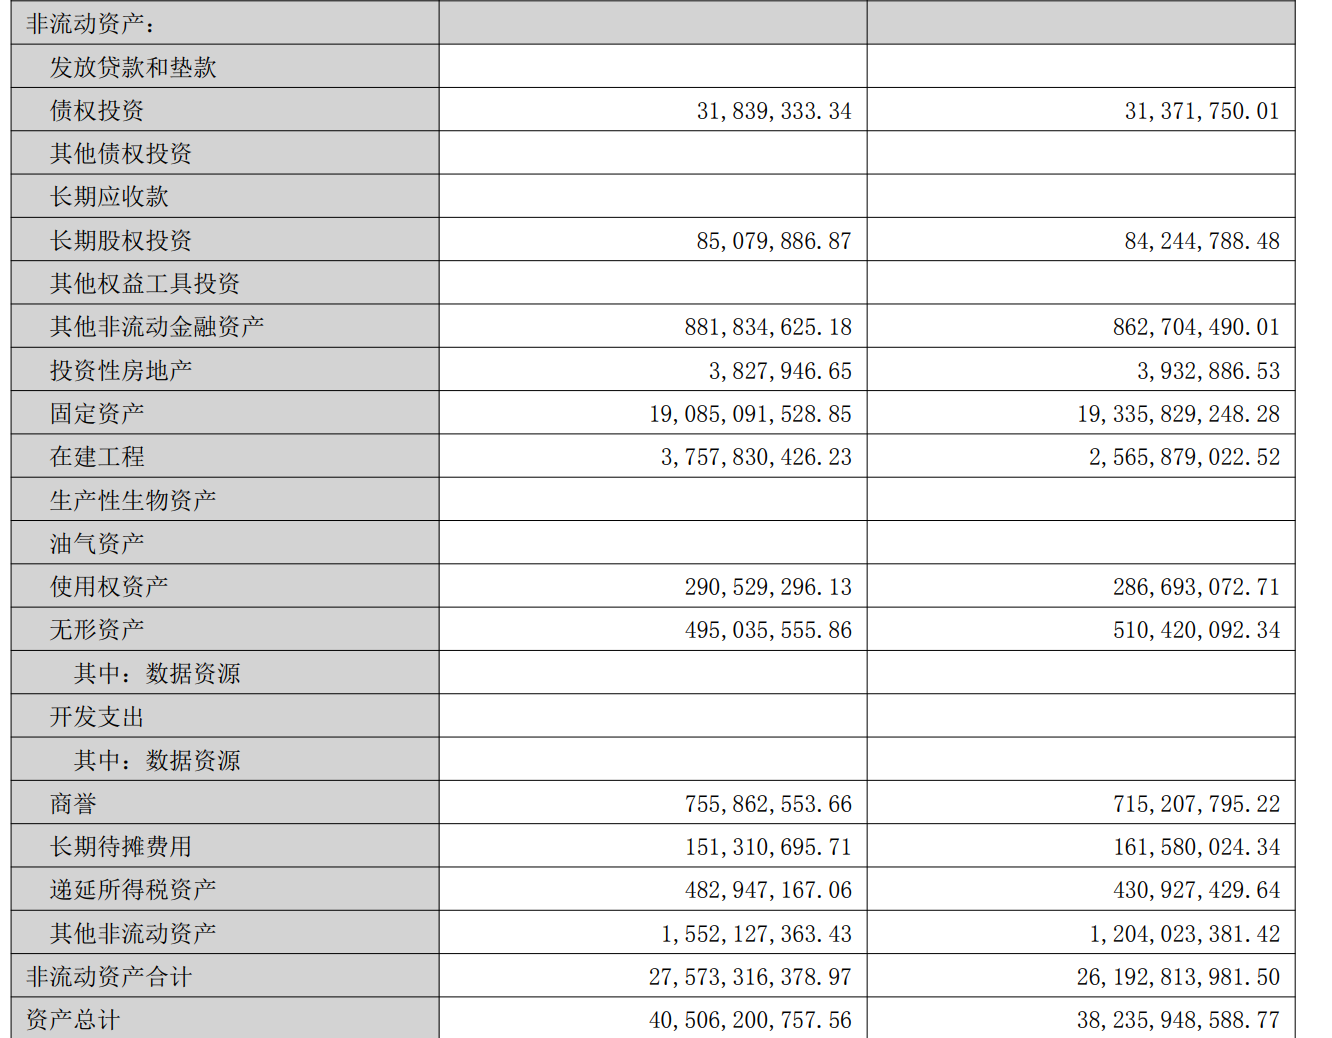 非流动资产：
发放贷款和垫款
债权投资 31,839,333.34 31,371,750.01
其他债权投资
长期应收款
长期股权投资 85,079,886.87 84,244,788.48
其他权益工具投资
其他非流动金融资产 881,834,625.18 862,704,490.01
投资性房地产 3,827,946.65 3,932,886.53
固定资产 19,085,091,528.85 19,335,829,248.28
在建工程 3,757,830,426.23 2,565,879,022.52
生产性生物资产
油气资产
使用权资产 290,529,296.13 286,693,072.71
无形资产 495,035,555.86 510,420,092.34
其中：数据资源
开发支出
其中：数据资源
商誉 755,862,553.66 715,207,795.22
长期待摊费用 151,310,695.71 161,580,024.34
递延所得税资产 482,947,167.06 430,927,429.64
其他非流动资产 1,552,127,363.43 1,204,023,381.42
非流动资产合计 27,573,316,378.97 26,192,813,981.50
资产总计 40,506,200,757.56 38,235,948,588.77